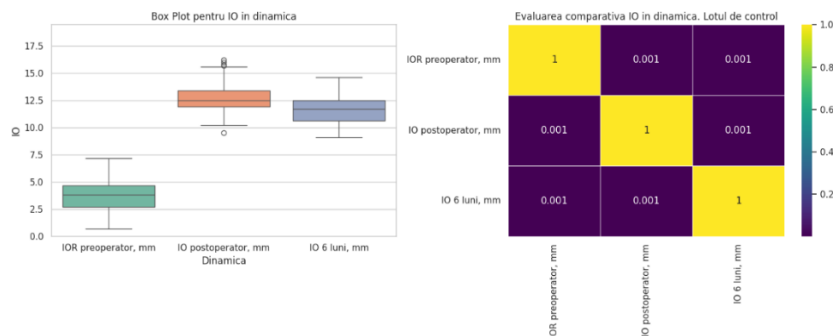 Box Plot pentru IO in dinamica
17.5
15.0
12.5
10.0
7.5
5.0
2.5
0.0
IO
IOR preoperator, mm
IO postoperator, mm
IO 6 luni, mm
Dinamica
Evaluarea comparativa IO in dinamica. Lotul de control
IOR preoperator, mm
1
0.001
0.001
IO postoperator, mm
0.001
1
0.001
IO 6 luni, mm
0.001
0.001
1
IOR preoperator, mm
IO postoperator, mm
IO 6 luni, mm
1.0
0.8
0.6
0.4
0.2